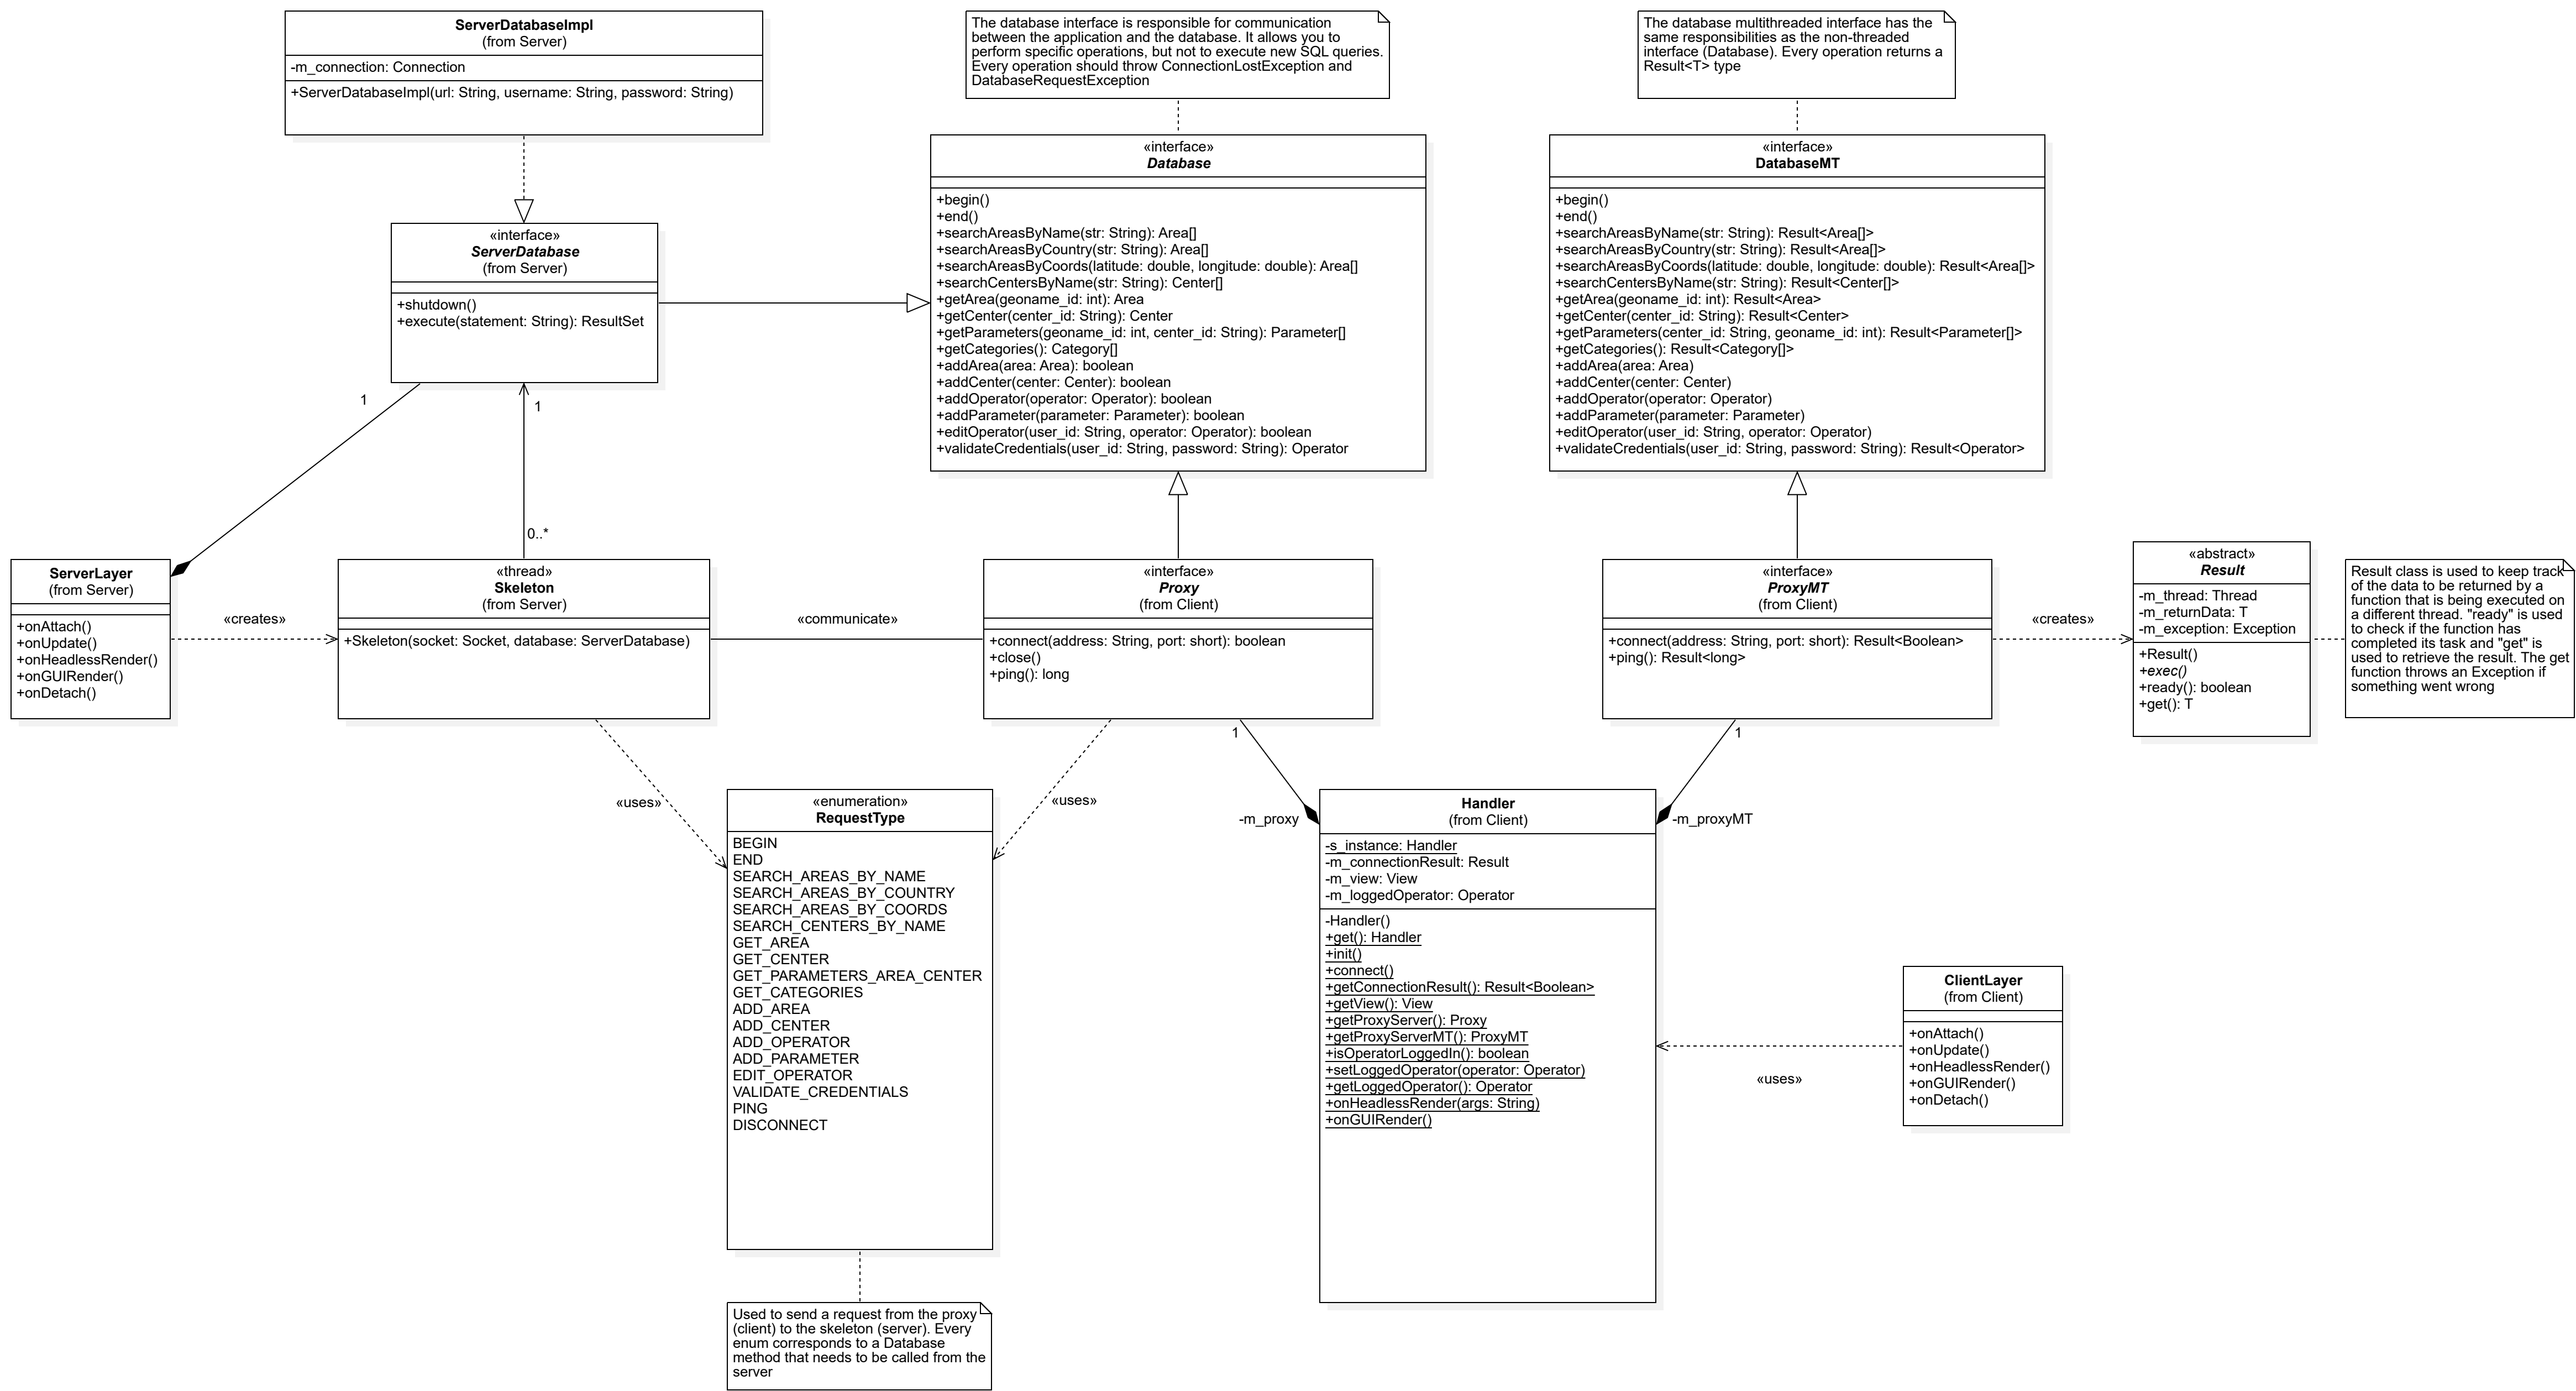 ServerDatabaseImpl
(from Server)
-m_connection: Connection
+ServerDatabaseImpl(url: String, username: String, password: String)
The database interface is responsible for communication
between the application and the database. It allows you to
perform specific operations, but not to execute new SQL queries.
Every operation should throw ConnectionLostException and
DatabaseRequestException
The database multithreaded interface has the
same responsibilities as the non-threaded
interface (Database). Every operation returns a
Result<T> type
«interface»
ServerDatabase
(from Server)
+shutdown()
+execute(statement: String): ResultSet
«interface»
Database
+begin()
+end()
+searchAreasByName(str: String): Area[]
+searchAreasByCountry(str: String): Area[]
+searchAreasByCoords(latitude: double, longitude: double): Area[]
+searchCentersByName(str: String): Center[]
+getArea(geoname_id: int): Area
+getCenter(center_id: String): Center
+getParameters(geoname_id: int, center_id: String): Parameter[]
+getCategories(): Category[]
+addArea(area: Area): boolean
+addCenter(center: Center): boolean
+addOperator(operator: Operator): boolean
+addParameter(parameter: Parameter): boolean
+editOperator(user_id: String, operator: Operator): boolean
+validateCredentials(user_id: String, password: String): Operator
«interface»
DatabaseMT
+begin()
+end()
+searchAreasByName(str: String): Result<Area[]>
+searchAreasByCountry(str: String): Result<Area[]>
+searchAreasByCoords(latitude: double, longitude: double): Result<Area[]>
+searchCentersByName(str: String): Result<Center[]>
+getArea(geoname_id: int): Result<Area>
+getCenter(center_id: String): Result<Center>
+getParameters(center_id: String, geoname_id: int): Result<Parameter[]>
+getCategories(): Result<Category[]>
+addArea(area: Area)
+addCenter(center: Center)
+addOperator(operator: Operator)
+addParameter(parameter: Parameter)
+editOperator(user_id: String, operator: Operator)
+validateCredentials(user_id: String, password: String): Result<Operator>
1
1
0..*
ServerLayer
(from Server)
+onAttach()
+onUpdate()
+onHeadlessRender()
+onGUIRender()
+onDetach()
«creates»
«thread»
Skeleton
(from Server)
+Skeleton(socket: Socket, database: ServerDatabase)
«communicate»
«interface»
Proxy
(from Client)
+connect(address: String, port: short): boolean
+close()
+ping(): long
«interface»
ProxyMT
(from Client)
+connect(address: String, port: short): Result<Boolean>
+ping(): Result<long>
«creates»
«abstract»
Result
-m_thread: Thread
-m_returnData: T
-m_exception: Exception
+Result()
+exec()
+ready(): boolean
+get(): T
Result class is used to keep track
of the data to be returned by a
function that is being executed on
a different thread. "ready" is used
to check if the function has
completed its task and "get" is
used to retrieve the result. The get
function throws an Exception if
something went wrong
«uses»
«uses»
1
-m_proxy
1
-m_proxyMT
«enumeration»
RequestType
BEGIN
END
SEARCH_AREAS_BY_NAME
SEARCH_AREAS_BY_COUNTRY
SEARCH_AREAS_BY_COORDS
SEARCH_CENTERS_BY_NAME
GET_AREA
GET_CENTER
GET_PARAMETERS_AREA_CENTER
GET_CATEGORIES
ADD_AREA
ADD_CENTER
ADD_OPERATOR
ADD_PARAMETER
EDIT_OPERATOR
VALIDATE_CREDENTIALS
PING
DISCONNECT
Handler
(from Client)
-s_instance: Handler
-m_connectionResult: Result
-m_view: View
-m_loggedOperator: Operator
-Handler()
+get(): Handler
+init()
+connect()
+getConnectionResult(): Result<Boolean>
+getView(): View
+getProxyServer(): Proxy
+getProxyServerMT(): ProxyMT
+isOperatorLoggedIn(): boolean
+setLoggedOperator(operator: Operator)
+getLoggedOperator(): Operator
+onHeadlessRender(args: String)
+onGUIRender()
«uses»
ClientLayer
(from Client)
+onAttach()
+onUpdate()
+onHeadlessRender()
+onGUIRender()
+onDetach()
Used to send a request from the proxy
(client) to the skeleton (server). Every
enum corresponds to a Database
method that needs to be called from the
server